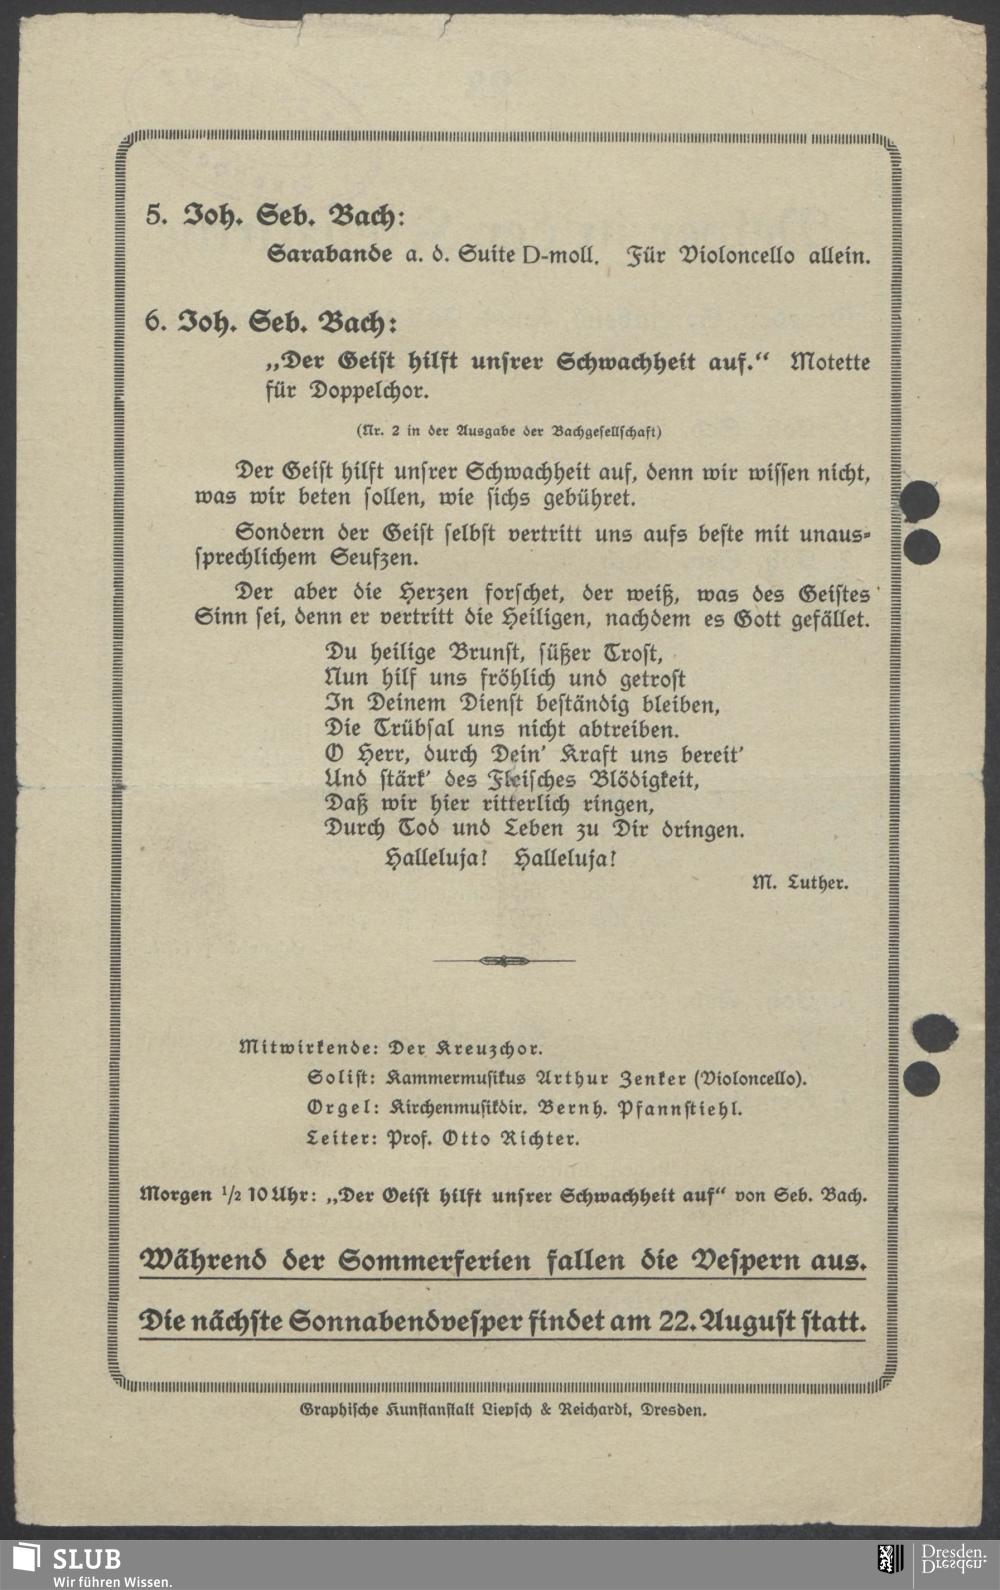 5. Joh. Seb. Bach:
Sarabande a. d. Suite D-moll. Für Violoncello allein.
6. Joh. Seb. Bach:
„Der Geist hilft unsrer Schwachheit auf.“ Motette
für Doppelchor.
(Nr. 2 in der Ausgabe der Bachgesellschaft)
Der Geist hilft unsrer Schwachheit auf, denn wir wissen nicht,
was wir beten sollen, wie sichs gebühret.
Sondern der Geist selbst vertritt uns aufs beste mit unaus-
sprechlichem Seufzen.
Der aber die Herzen forschet, der weiß, was des Geistes
Sinn sei, denn er vertritt die Heiligen, nachdem es Gott gefället.
Du heilige Brunst, süßer Trost,
Nun hilf uns fröhlich und getrost
In Deinem Dienst beständig bleiben,
Die Trübsal uns nicht abtreiben.
O Herr, durch Dein' Kraft uns bereit'
Und stärk' des Fleisches Blödigkeit,
Daß wir hier ritterlich ringen,
Durch Tod und Leben zu Dir dringen.
Halleluja! Halleluja!
M. Luther.
Mitwirkende: Der Kreuzchor.
Solist: Kammermusikus Arthur Zenker (Violoncello).
Orgel: Kirchenmusikdir. Bernh. Pfannstiehl.
Leiter: Prof. Otto Richter.
Morgen 1/2 10 Uhr: „Der Geist hilft unsrer Schwachheit auf“ von Seb. Bach.
Während der Sommerferien fallen die Vespern aus.
Die nächste Sonnabendvesper findet am 22. August statt.
Graphische Kunstanstalt Liepsch & Reichardt, Dresden.
SLUB
Wir führen Wissen.
Dresden.
Dresden.